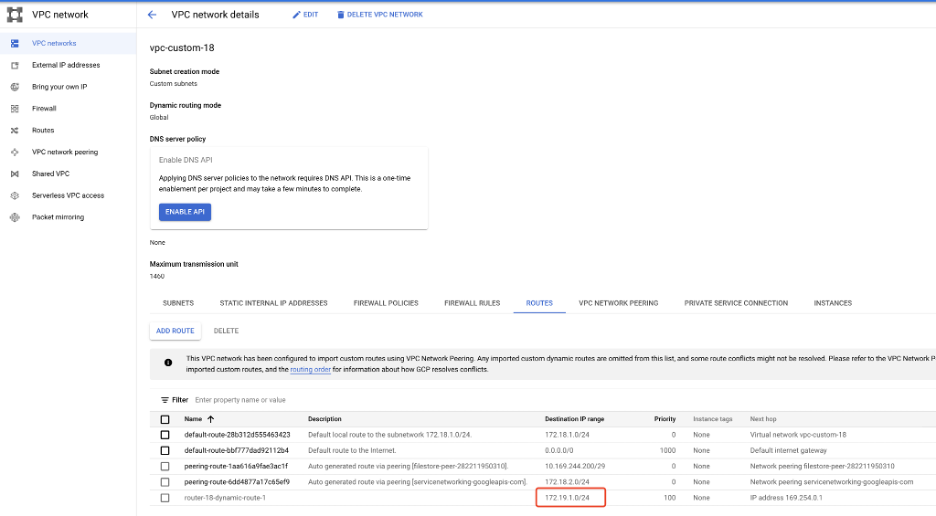 VPC network
VPC network details
EDIT
DELETE VPC NETWORK
VPC networks
External IP addresses
Bring your own IP
Firewall
Routes
VPC network peering
Shared VPC
Serverless VPC access
Packet mirroring
vpc-custom-18
Subnet creation mode
Custom subnets
Dynamic routing mode
Global
DNS server policy
Enable DNS API
Applying DNS server policies to the network requires DNS API. This is a one-time
enablement per project and may take a few minutes to complete.
ENABLE API
None
Maximum transmission unit
1460
SUBNETS STATIC INTERNAL IP ADDRESSES FIREWALL POLICIES FIREWALL RULES ROUTES VPC NETWORK PEERING PRIVATE SERVICE CONNECTION INSTANCES
ADD ROUTE DELETE
This VPC network has been configured to import custom routes using VPC Network Peering. Any imported custom dynamic routes are omitted from this list, and some route conflicts might not be resolved. Please refer to the VPC Network P
imported custom routes, and the routing order for information about how GCP resolves conflicts.
Filter Enter property name or value
Name Description Destination IP range Priority Instance tags Next hop
default-route-28b312d555463423 Default local route to the subnetwork 172.18.1.0/24. 172.18.1.0/24 0 None Virtual network vpc-custom-18
default-route-bbf777dad92112b4 Default route to the Internet. 0.0.0.0/0 1000 None Default internet gateway
peering-route-1aa616a9fae3ac1f Auto generated route via peering [filestore-peer-282211950310]. 10.169.244.200/29 0 None Network peering filestore-peer-282211950310
peering-route-6dd4877a17c65ef9 Auto generated route via peering [servicenetworking-googleapis-com]. 172.18.2.0/24 0 None Network peering servicenetworking-googleapis-com
router-18-dynamic-route-1 172.19.1.0/24 100 None IP address 169.254.0.1